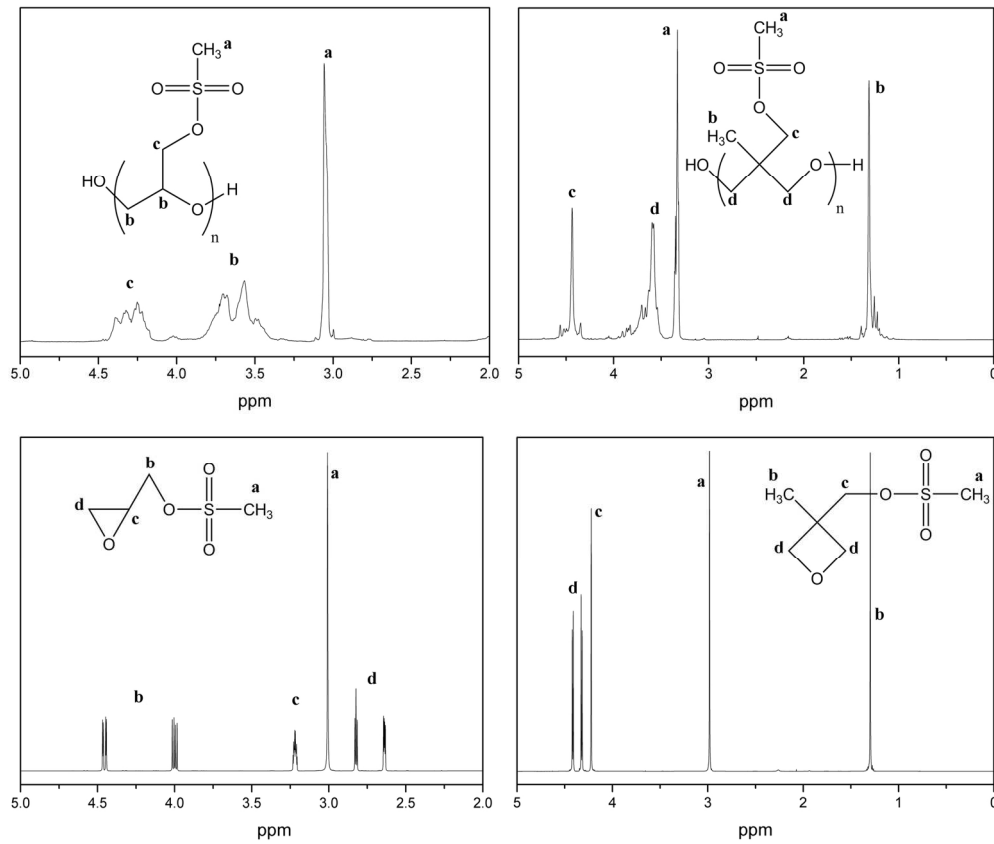 a
CH3 a
O S O
O
c
HO ( O ) H
b b n
c
b
5.0 4.5 4.0 3.5 3.0 2.5 2.0
ppm
a
CH3 a
O S O
O
b
H3C c
HO ( O ) H
d d n
c
d
b
5 4 3 2 1 0
ppm
b
d O a
O S CH3
c
O O
a
b
c
d
5.0 4.5 4.0 3.5 3.0 2.5 2.0
ppm
b c O a
H3C O S CH3
O
d d
O
a
c
d
b
5 4 3 2 1 0
ppm